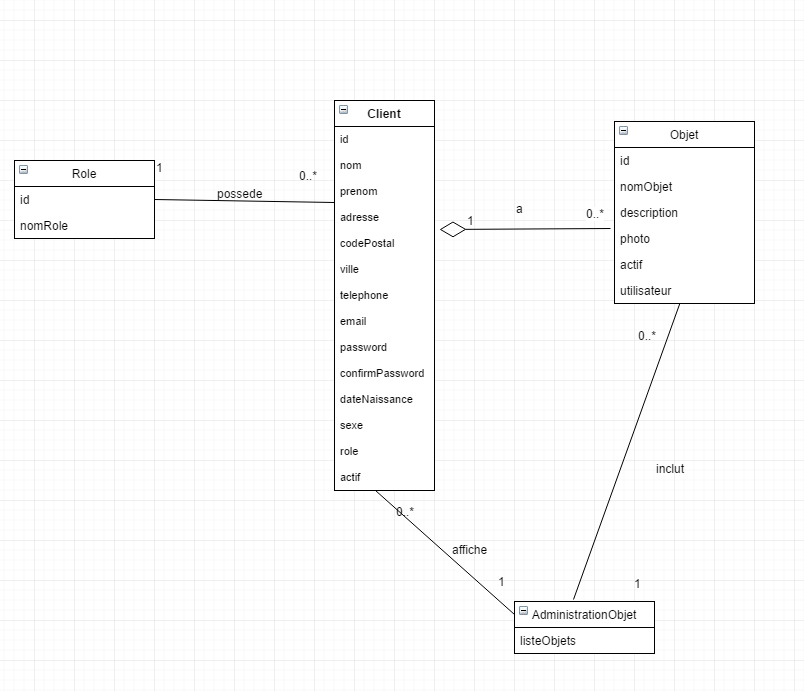 Role
id
nomRole
1
possede
0..*
Client
id
nom
prenom
adresse
codePostal
ville
telephone
email
password
confirmPassword
dateNaissance
sexe
role
actif
1
a
0..*
Objet
id
nomObjet
description
photo
actif
utilisateur
0..*
inclut
1
0..*
affiche
1
AdministrationObjet
listeObjets